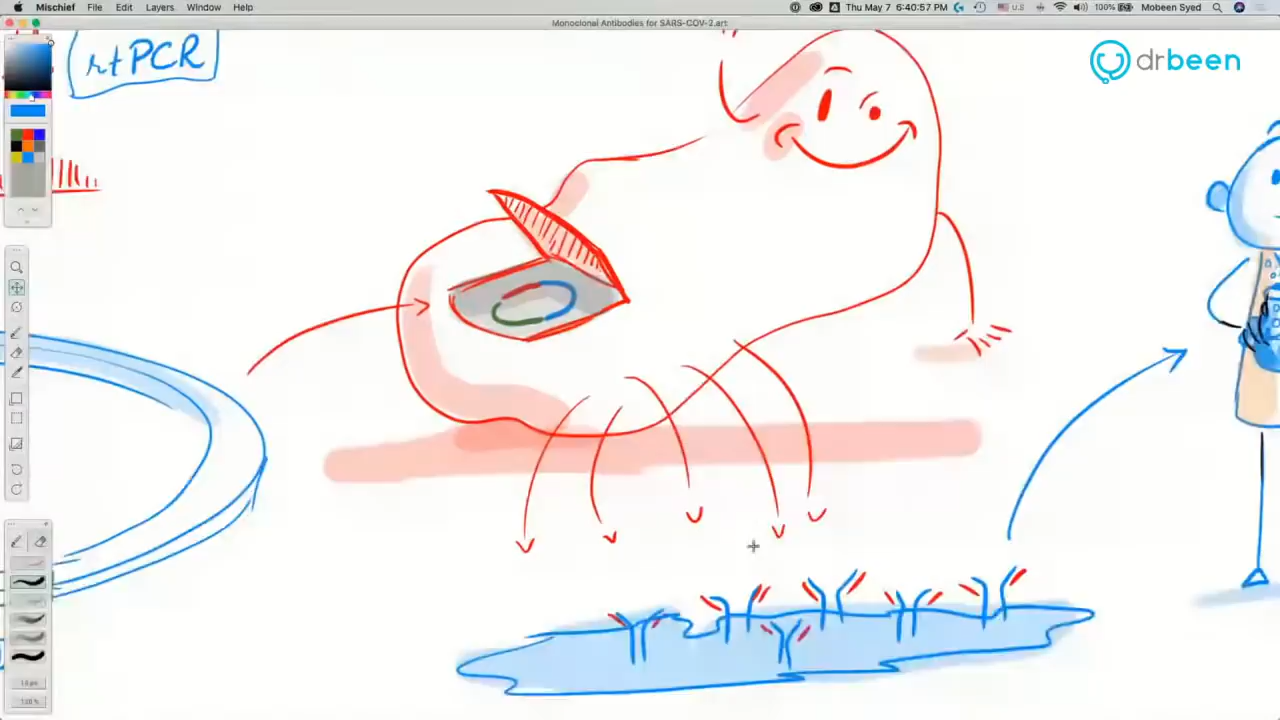 Mischief File Edit Layers Window Help U.S 100% Thu May 7 6:40:57 PM Mobeen Syed
Monoclonal Antibodies for SARS-COV-2.art
rtPCR
drbeen